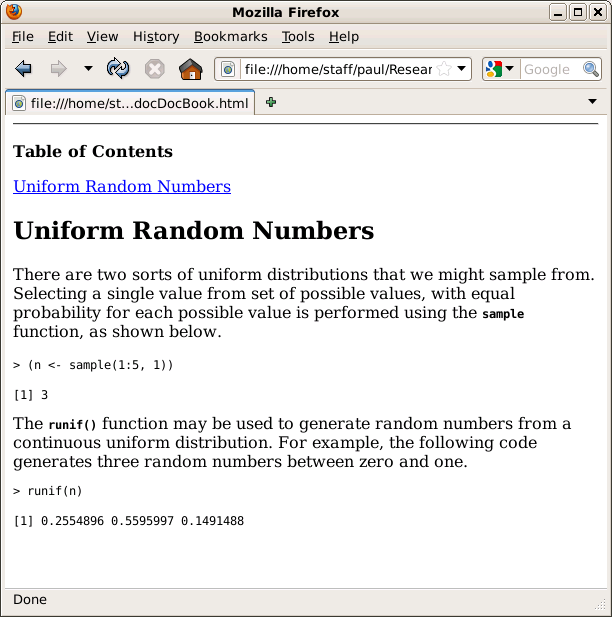 Mozilla Firefox
File Edit View History Bookmarks Tools Help
file:///home/staff/paul/Resear
Google
file:///home/st...docDocBook.html
Table of Contents
Uniform Random Numbers
Uniform Random Numbers
There are two sorts of uniform distributions that we might sample from.
Selecting a single value from set of possible values, with equal
probability for each possible value is performed using the sample
function, as shown below.
> (n <- sample(1:5, 1))
[1] 3
The runif() function may be used to generate random numbers from a
continuous uniform distribution. For example, the following code
generates three random numbers between zero and one.
> runif(n)
[1] 0.2554896 0.5595997 0.1491488
Done